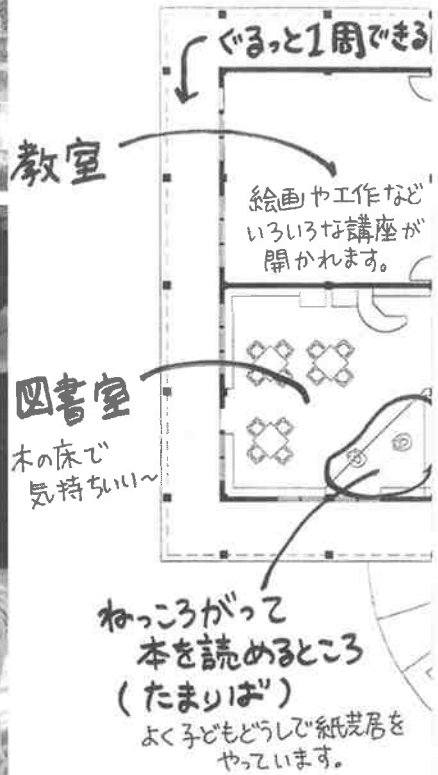 ぐるっと1周できる
教室
絵画や工作など
いろいろな講座が
開かれます。
図書室
木の床で
気持ちいい〜
ねっころがって
本を読めるところ
(たまりば)
よく子どもどうしで紙芝居を
やっています。